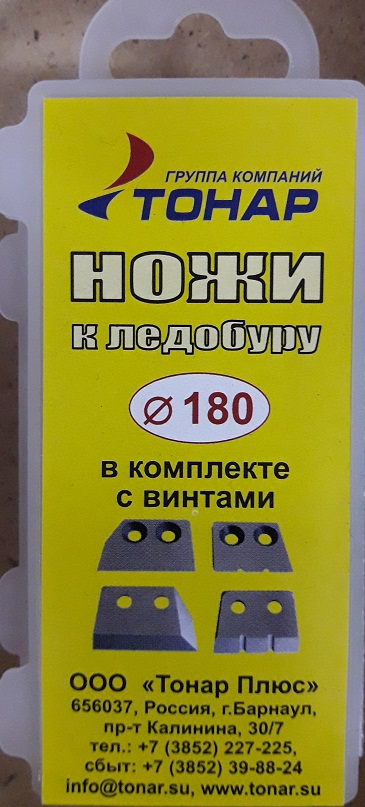 ГРУППА КОМПАНИЙ
ТОНАР
НОЖИ
к ледобуру
⌀ 180
в комплекте
с винтами
ООО «Тонар Плюс»
656037, Россия, г.Барнаул,
пр-т Калинина, 30/7
тел.: +7 (3852) 227-225,
сбыт: +7 (3852) 39-88-24
info@tonar.su, www.tonar.su